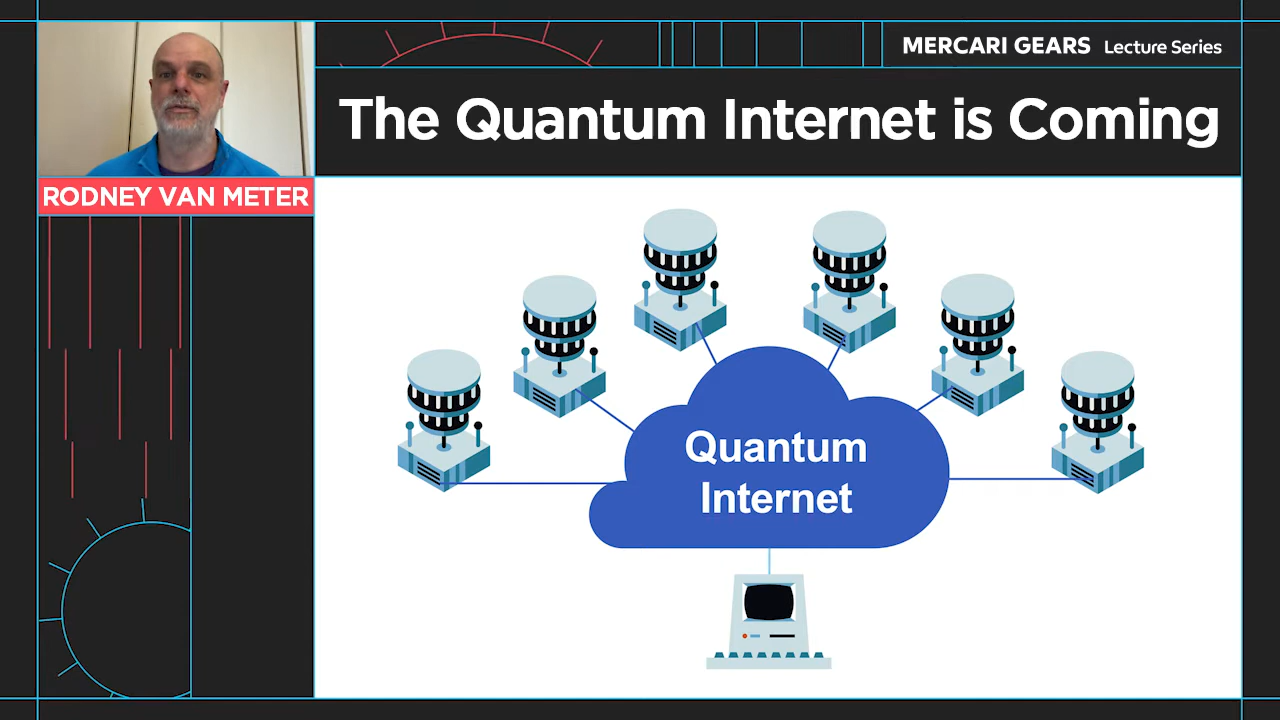 MERCARI GEARS Lecture Series
The Quantum Internet is Coming
RODNEY VAN METER
Quantum
Internet